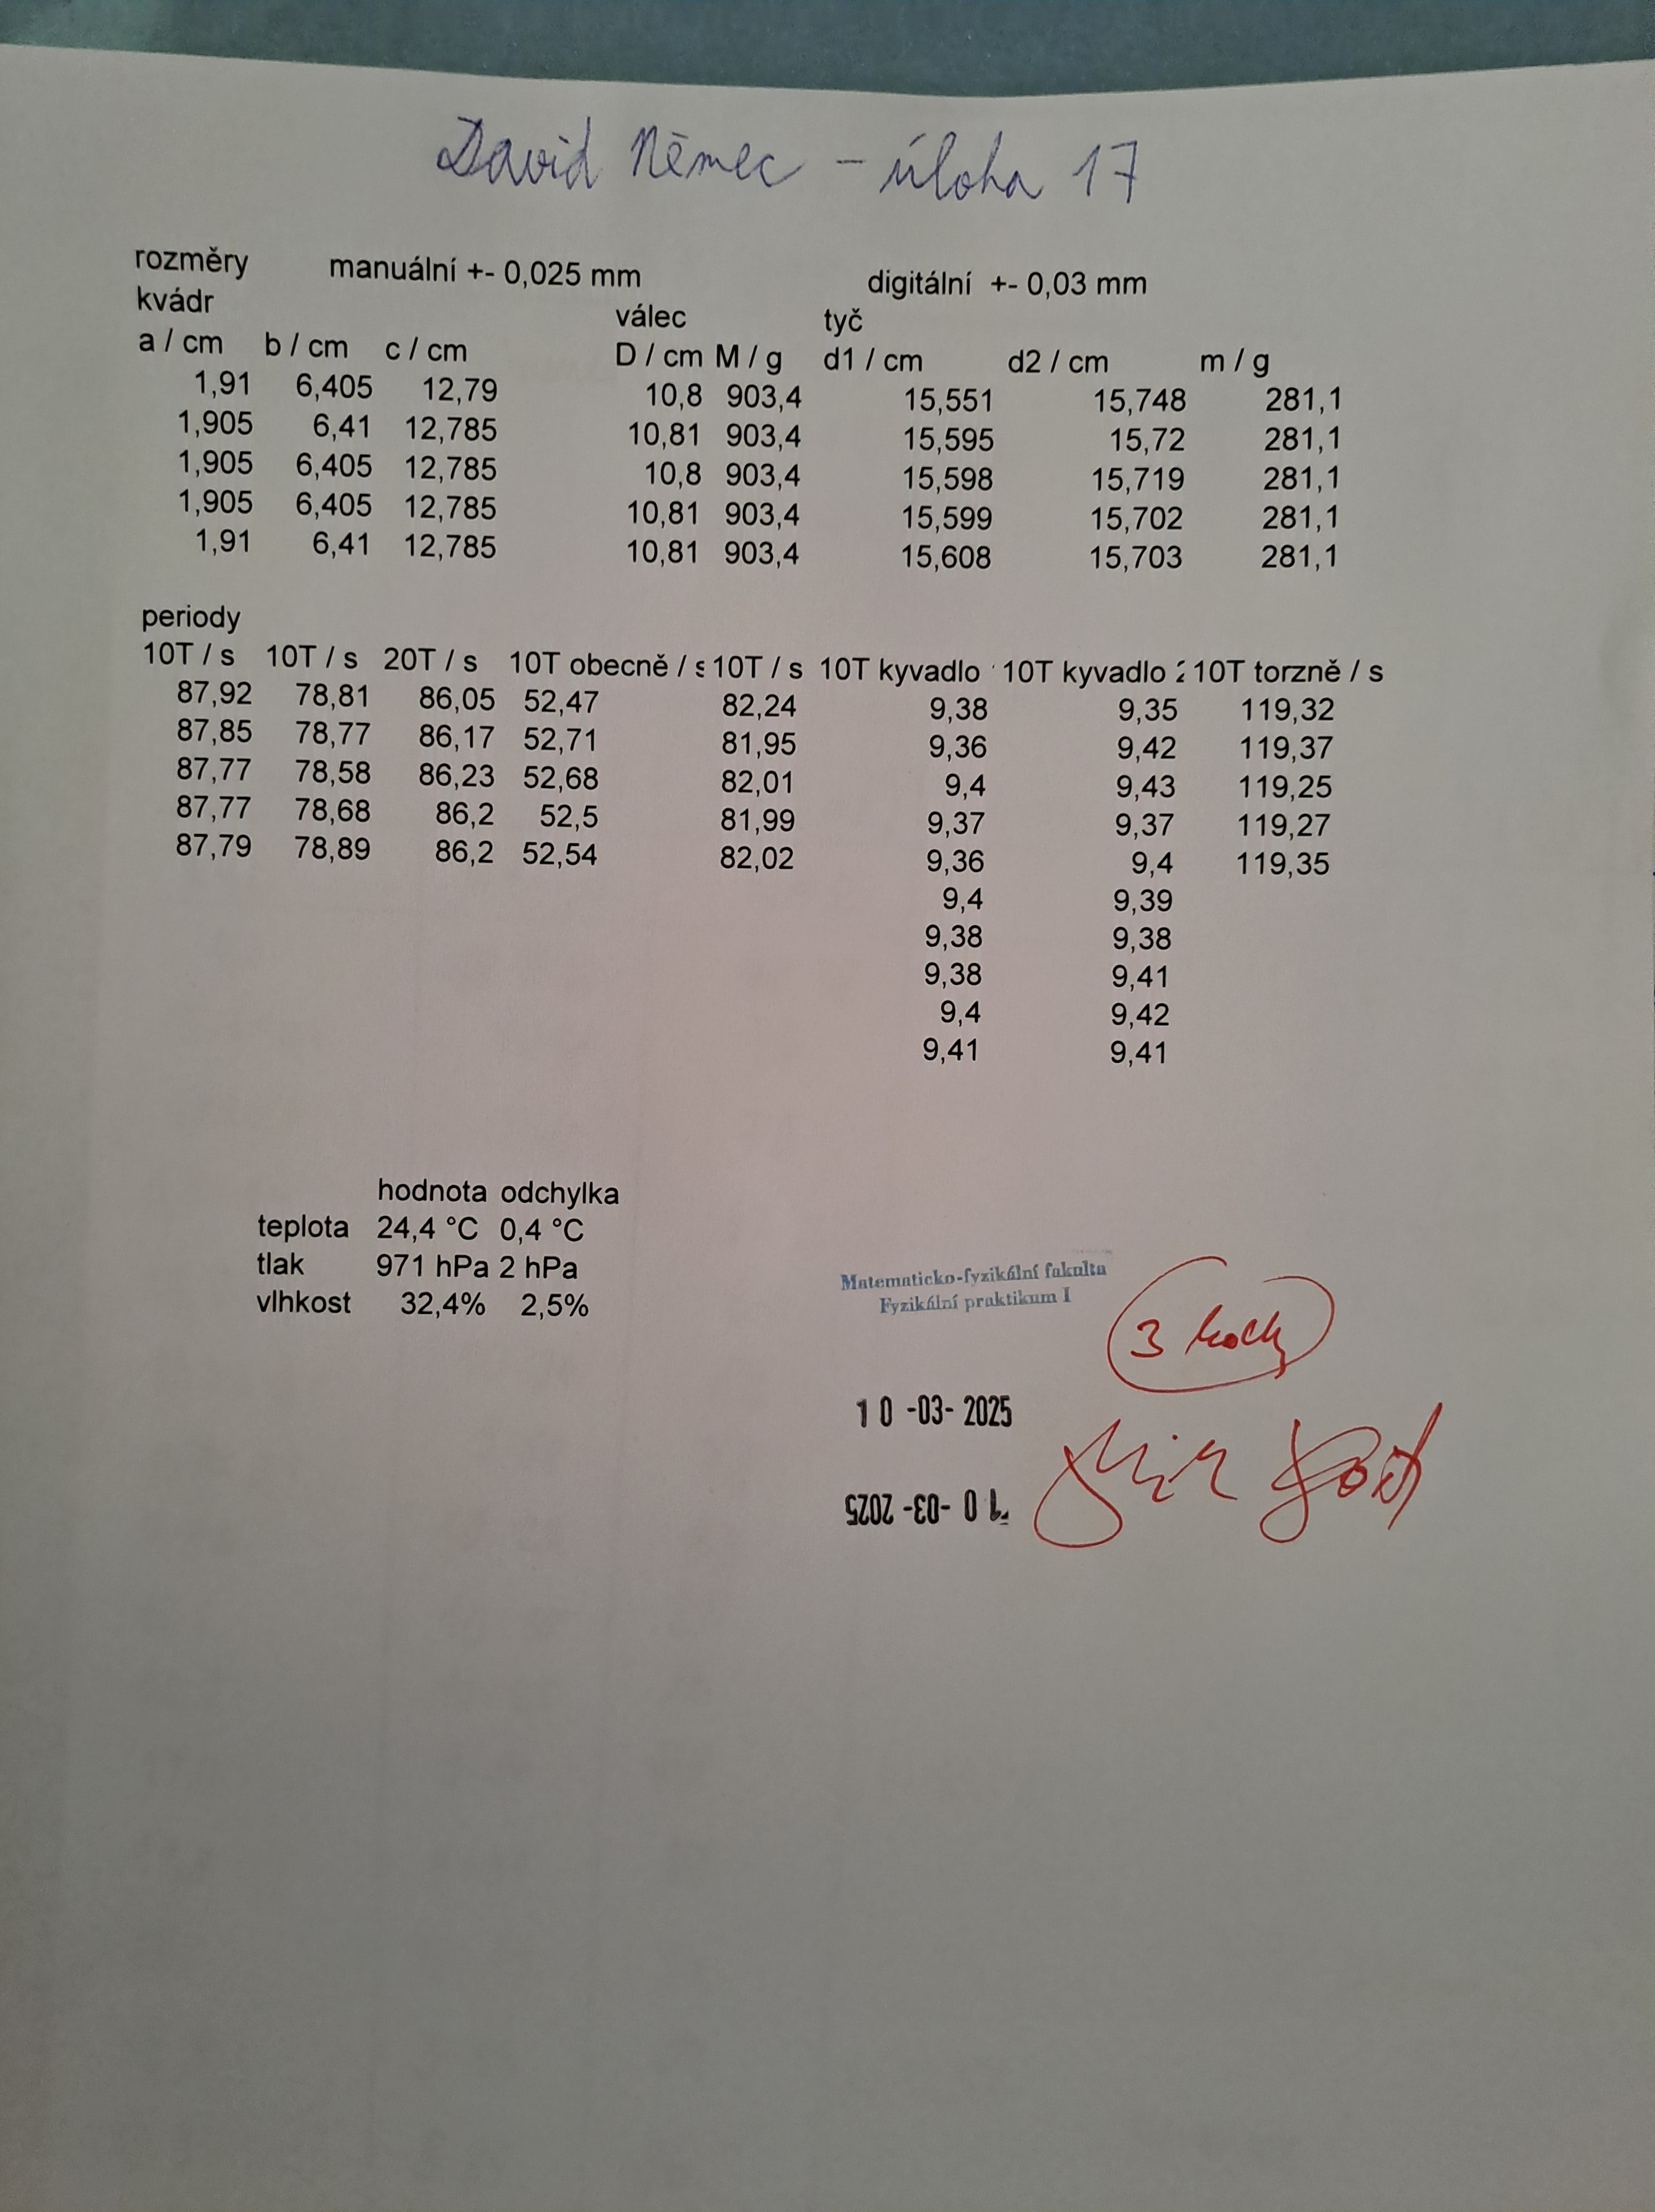 David Němec - úloha 17
rozměry manuální +- 0,025 mm digitální +- 0,03 mm
kvádr válec tyč
a / cm b / cm c / cm D / cm M / g d1 / cm d2 / cm m / g
1,91 6,405 12,79 10,8 903,4 15,551 15,748 281,1
1,905 6,41 12,785 10,81 903,4 15,595 15,72 281,1
1,905 6,405 12,785 10,8 903,4 15,598 15,719 281,1
1,905 6,405 12,785 10,81 903,4 15,599 15,702 281,1
1,91 6,41 12,785 10,81 903,4 15,608 15,703 281,1
periody
10T / s 10T / s 20T / s 10T obecně / s 10T / s 10T kyvadlo 10T kyvadlo 2 10T torzně / s
87,92 78,81 86,05 52,47 82,24 9,38 9,35 119,32
87,85 78,77 86,17 52,71 81,95 9,36 9,42 119,37
87,77 78,58 86,23 52,68 82,01 9,4 9,43 119,25
87,77 78,68 86,2 52,5 81,99 9,37 9,37 119,27
87,79 78,89 86,2 52,54 82,02 9,36 9,4 119,35
9,4 9,39
9,38 9,38
9,38 9,41
9,4 9,42
9,41 9,41
hodnota odchylka
teplota 24,4 °C 0,4 °C
tlak 971 hPa 2 hPa
vlhkost 32,4% 2,5%
Matematicko-fyzikální fakulta
Fyzikální praktikum I
3
10 -03- 2025
10 -03- 2025